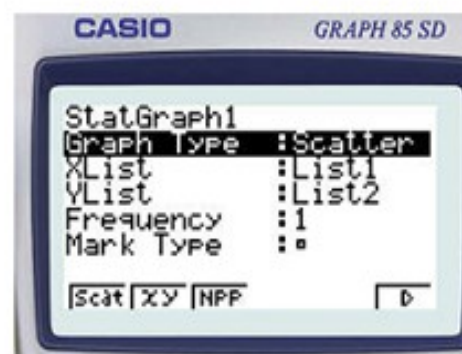 CASIO GRAPH 85 SD
StatGraph1
Graph Type :Scatter
XList :List1
YList :List2
Frequency :1
Mark Type :▫
Scat xy NPP ▷